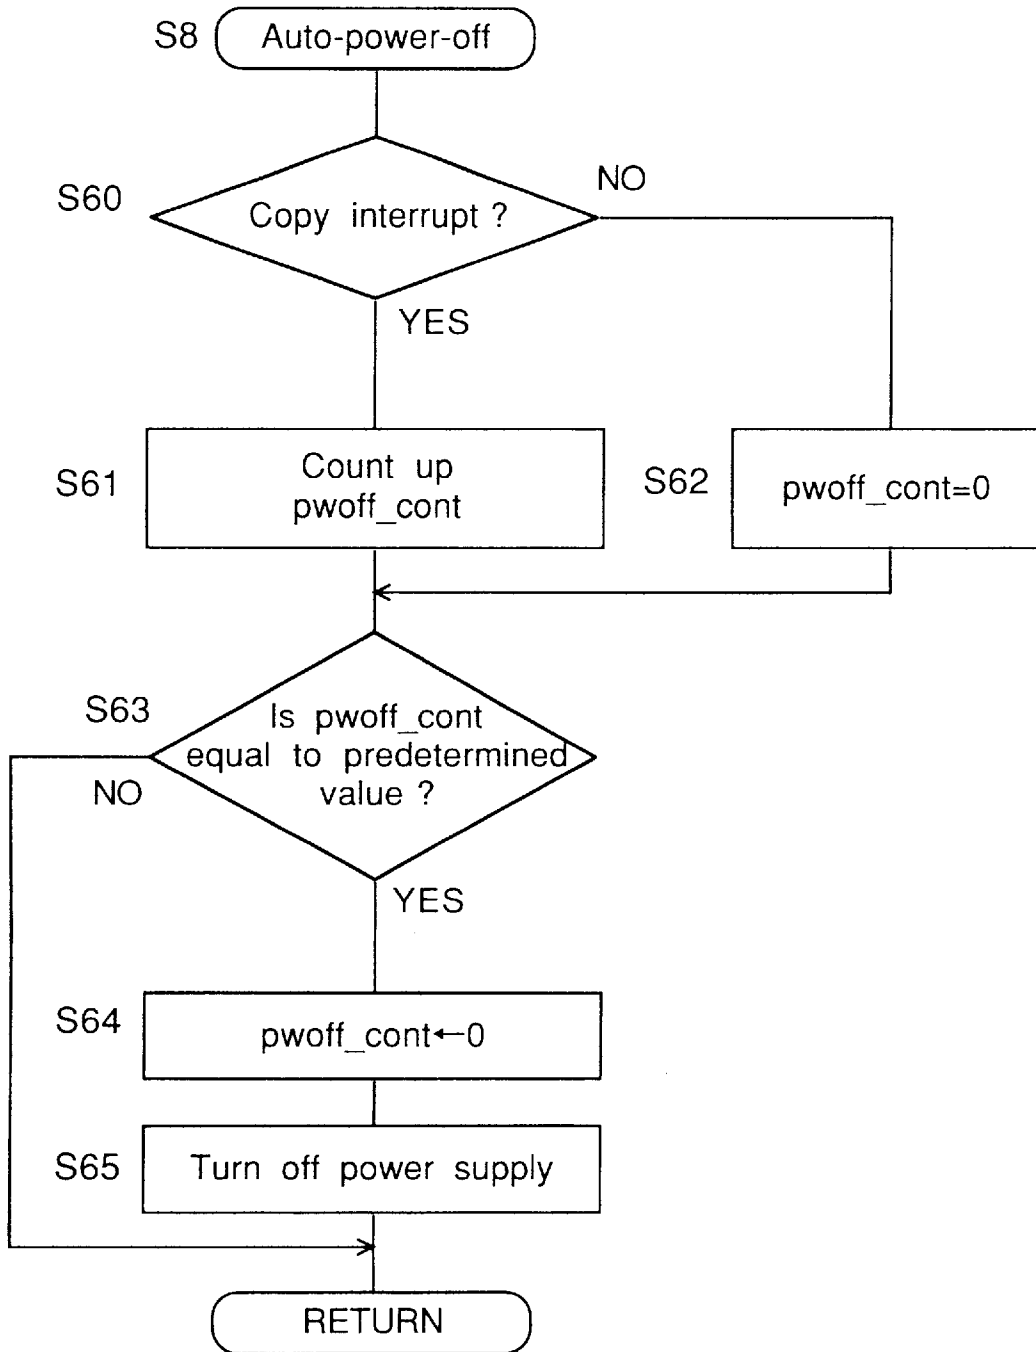 S8
Auto-power-off
S60
Copy interrupt ?
NO
YES
S61
Count up
pwoff_cont
S62
pwoff_cont=0
S63
Is pwoff_cont
equal to predetermined
value ?
NO
YES
S64
pwoff_cont←0
S65
Turn off power supply
RETURN